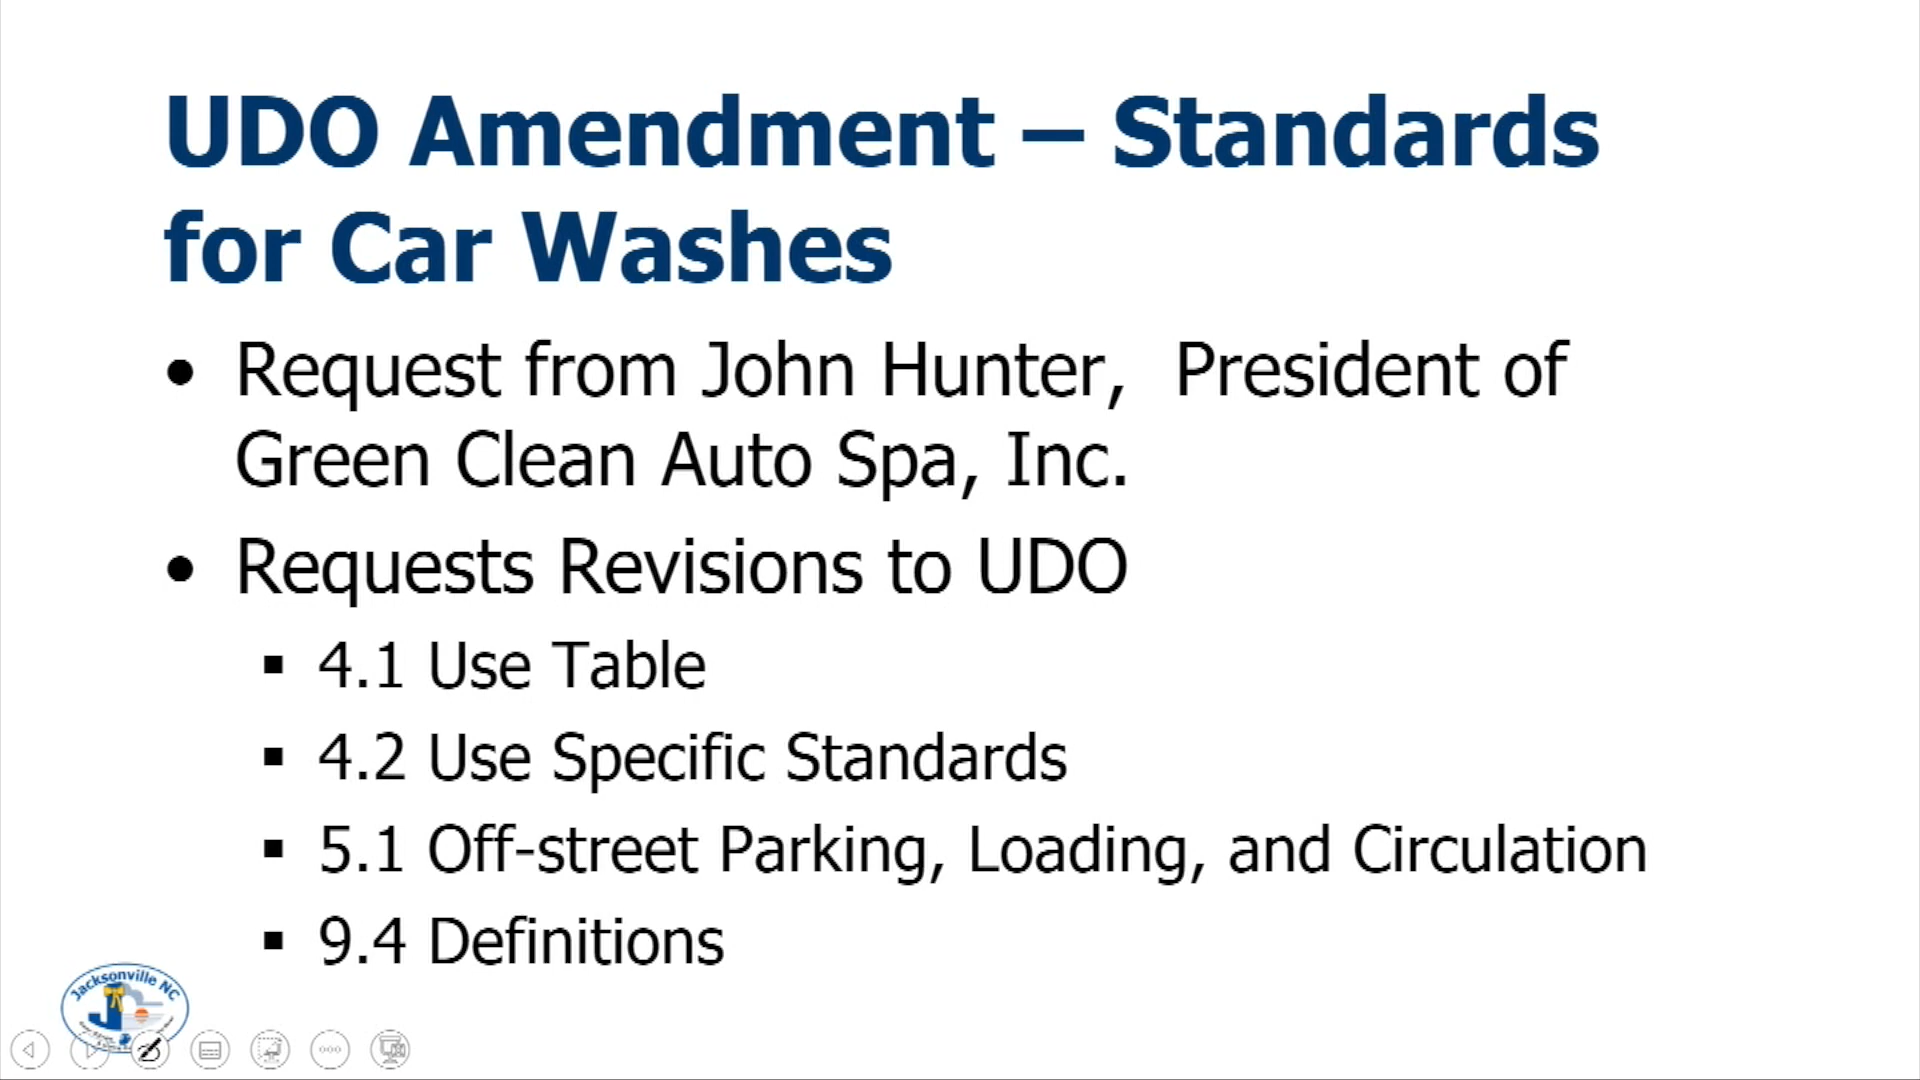 UDO Amendment – Standards
for Car Washes
• Request from John Hunter,  President of
Green Clean Auto Spa, Inc.
• Requests Revisions to UDO
▪ 4.1 Use Table
▪ 4.2 Use Specific Standards
▪ 5.1 Off-street Parking, Loading, and Circulation
▪ 9.4 Definitions
Jacksonville NC